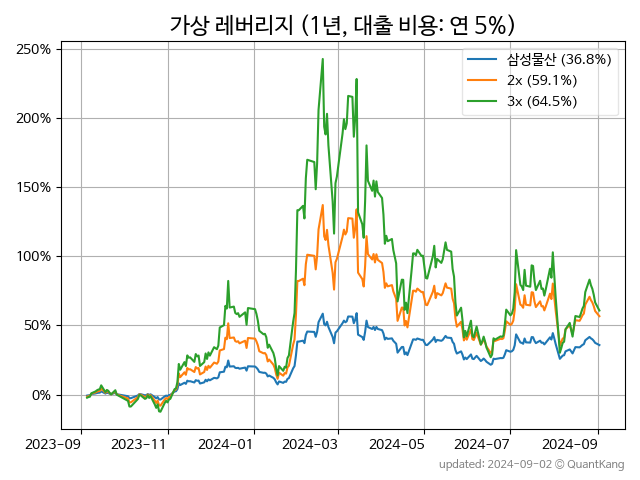 가상 레버리지 (1년, 대출 비용: 연 5%)
250%
200%
150%
100%
50%
0%
삼성물산 (36.8%)
2x (59.1%)
3x (64.5%)
2023-09 2023-11 2024-01 2024-03 2024-05 2024-07 2024-09
updated: 2024-09-02 © QuantKang